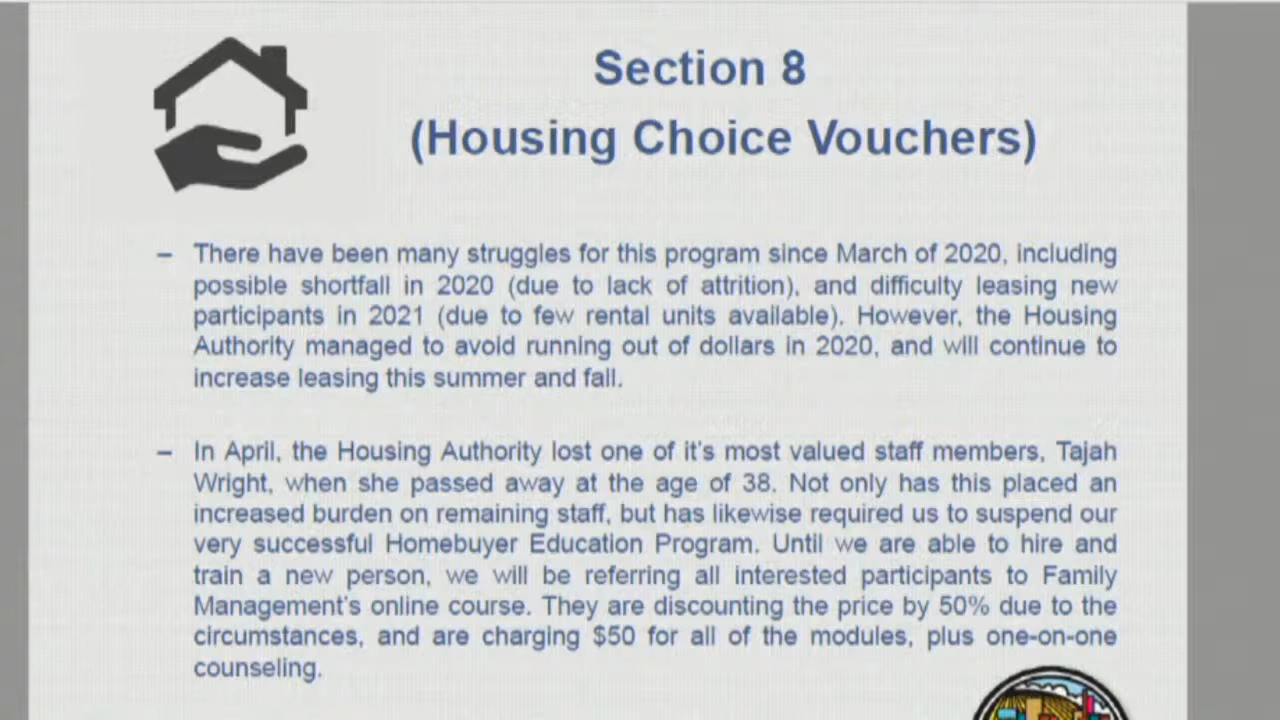 Section 8
(Housing Choice Vouchers)
– There have been many struggles for this program since March of 2020, including
possible shortfall in 2020 (due to lack of attrition), and difficulty leasing new
participants in 2021 (due to few rental units available). However, the Housing
Authority managed to avoid running out of dollars in 2020, and will continue to
increase leasing this summer and fall.
– In April, the Housing Authority lost one of it's most valued staff members, Tajah
Wright, when she passed away at the age of 38. Not only has this placed an
increased burden on remaining staff, but has likewise required us to suspend our
very successful Homebuyer Education Program. Until we are able to hire and
train a new person, we will be referring all interested participants to Family
Management's online course. They are discounting the price by 50% due to the
circumstances, and are charging $50 for all of the modules, plus one-on-one
counseling.